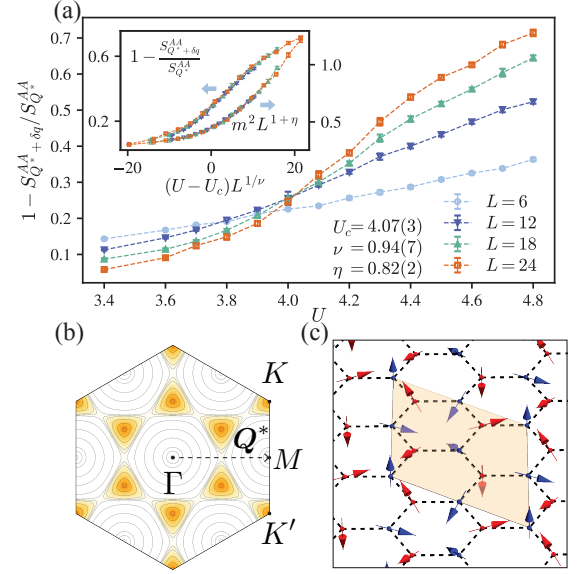 (a)
1 − S^{AA}_{Q*+δq}/S^{AA}_{Q*}
0.7
0.6
0.5
0.4
0.3
0.2
0.1
3.4 3.6 3.8 4.0 4.2 4.4 4.6 4.8
U
1 − S^{AA}_{Q*+δq}/S^{AA}_{Q*}
0.6
0.2
1.0
0.5
m²L^{1+η}
−20 0 20
(U − U_c)L^{1/ν}
U_c = 4.07(3)
ν = 0.94(7)
η = 0.82(2)
L = 6
L = 12
L = 18
L = 24
(b)
K
Q*
M
Γ
K′
(c)